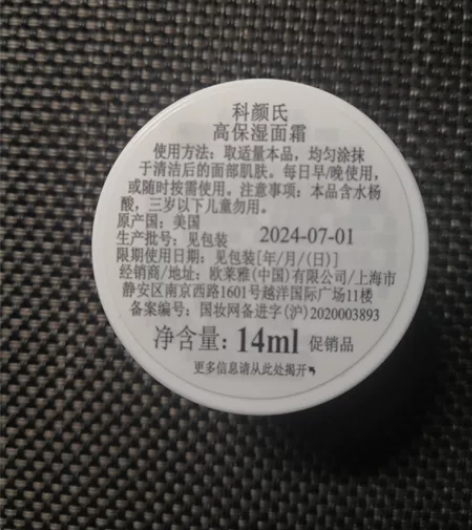 科颜氏
高保湿面霜
使用方法：取适量本品，均匀涂抹
于清洁后的面部肌肤。每日早/晚使用，
或随时按需使用。注意事项：本品含水杨
酸，三岁以下儿童勿用。
原产国：美国
生产批号：见包装 2024-07-01
限期使用日期：见包装[年/月/(日)]
经销商/地址：欧莱雅(中国)有限公司/上海市
静安区南京西路1601号越洋国际广场11楼
备案编号：国妆网备进字(沪)2020003893
净含量：14ml 促销品
更多信息请从此处揭开